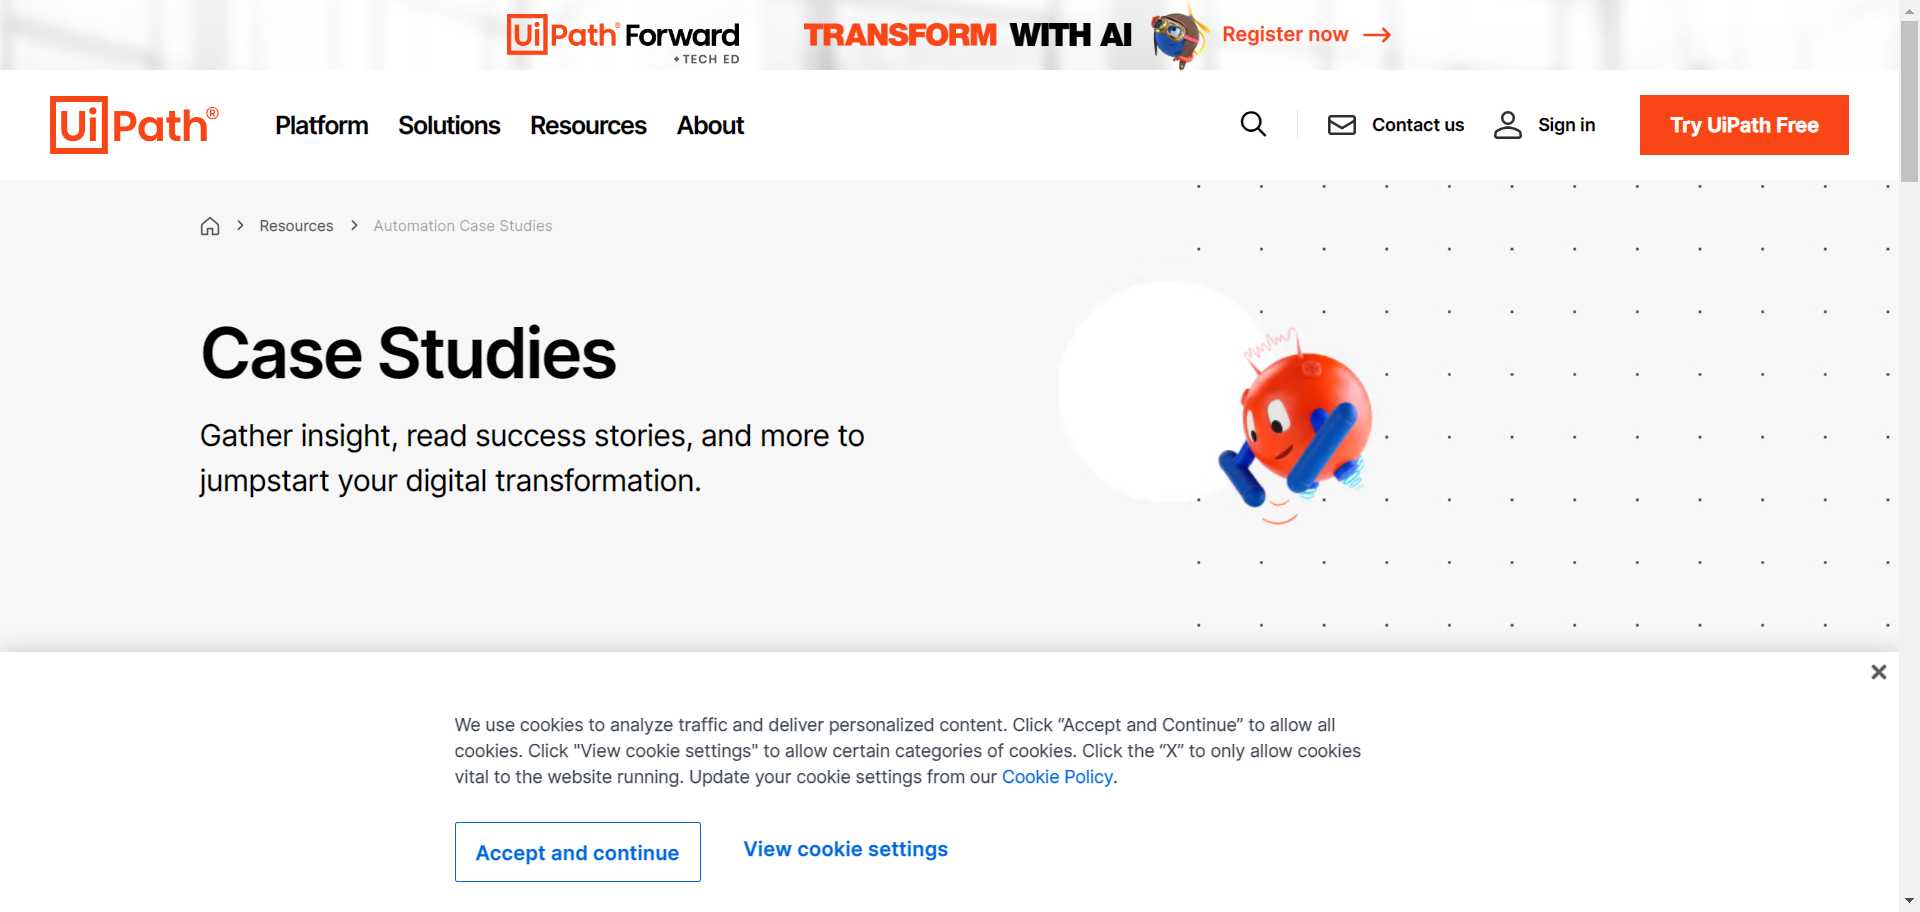 UiPath® Forward
+ TECH ED
TRANSFORM WITH AI
Register now
UiPath®
Platform
Solutions
Resources
About
Contact us
Sign in
Try UiPath Free
Resources
Automation Case Studies
Case Studies
Gather insight, read success stories, and more to
jumpstart your digital transformation.
We use cookies to analyze traffic and deliver personalized content. Click “Accept and Continue” to allow all
cookies. Click "View cookie settings" to allow certain categories of cookies. Click the “X” to only allow cookies
vital to the website running. Update your cookie settings from our Cookie Policy.
Accept and continue
View cookie settings